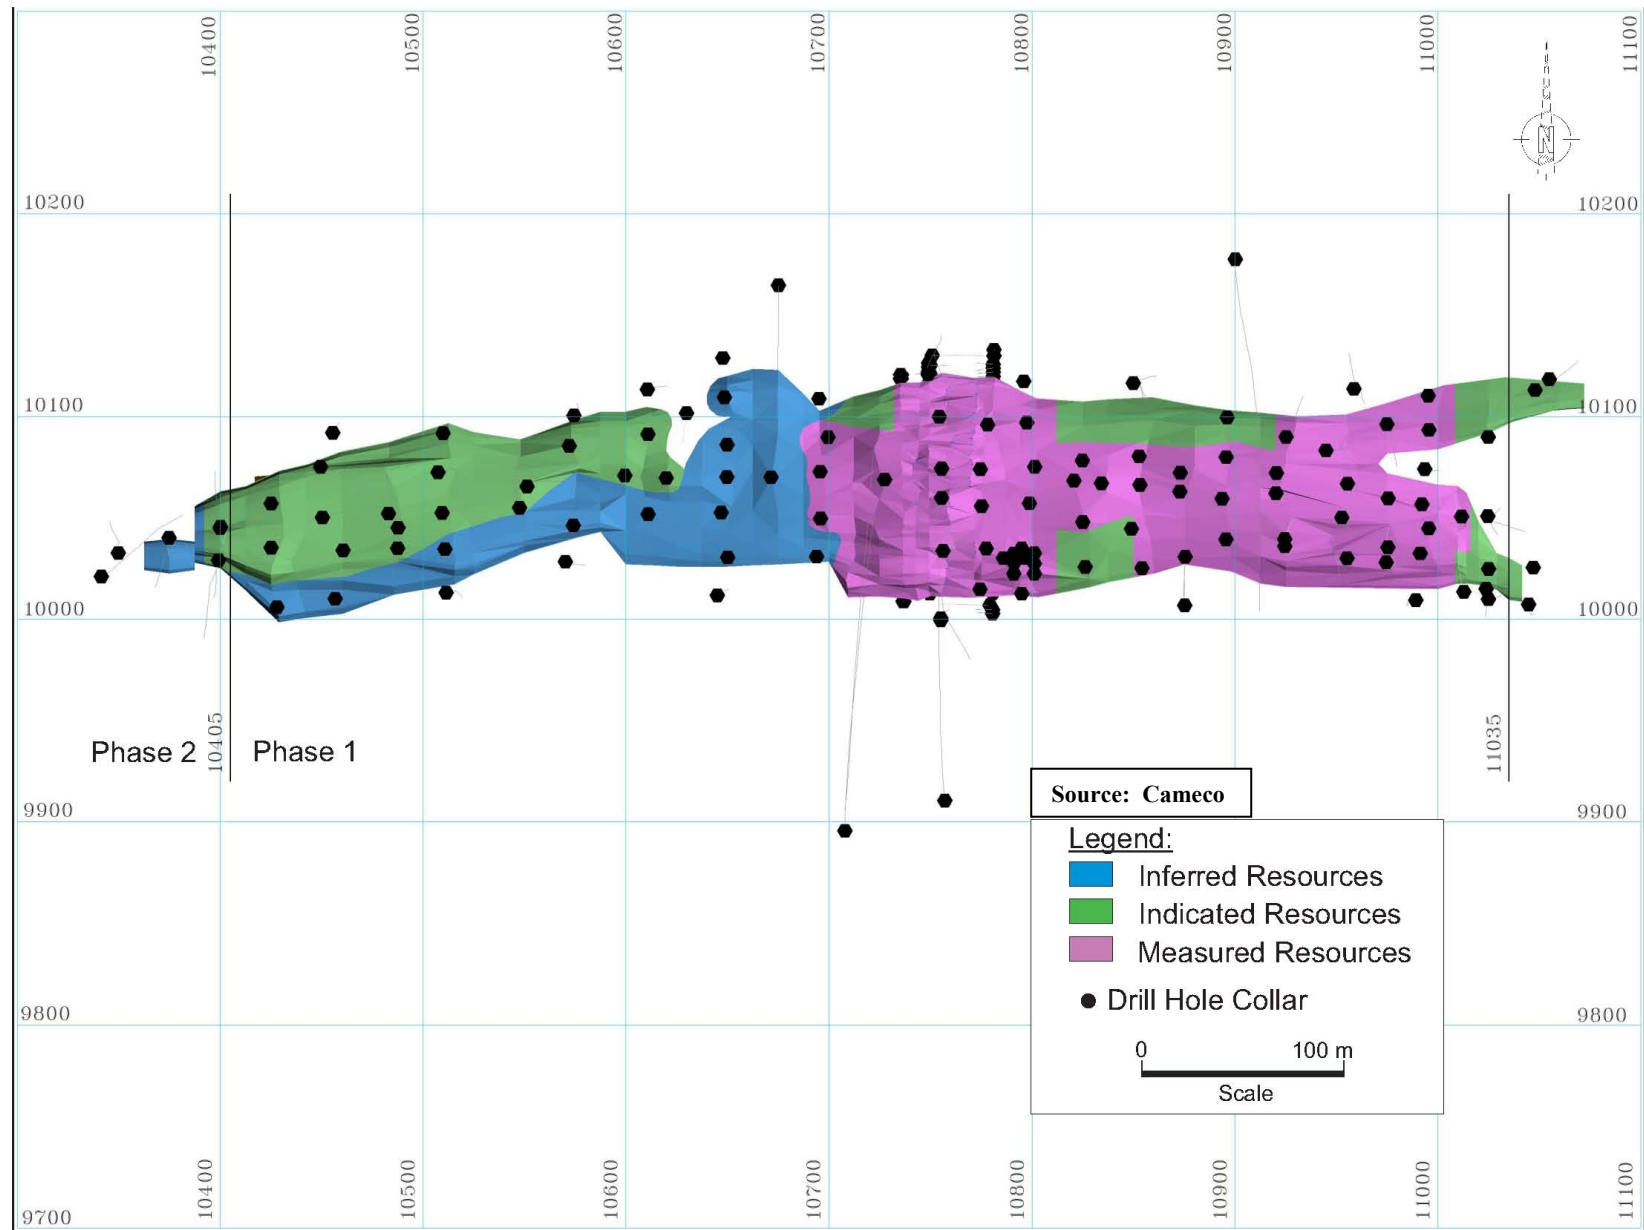 10400
10500
10600
10700
10800
10900
11000
11100
N
10200
10200
10100
10100
10000
10000
10405
11035
Phase 2
Phase 1
Source: Cameco
9900
9900
Legend:
Inferred Resources
Indicated Resources
Measured Resources
Drill Hole Collar
9800
9800
0
100 m
Scale
10400
10500
10600
10700
10800
10900
11000
11100
9700